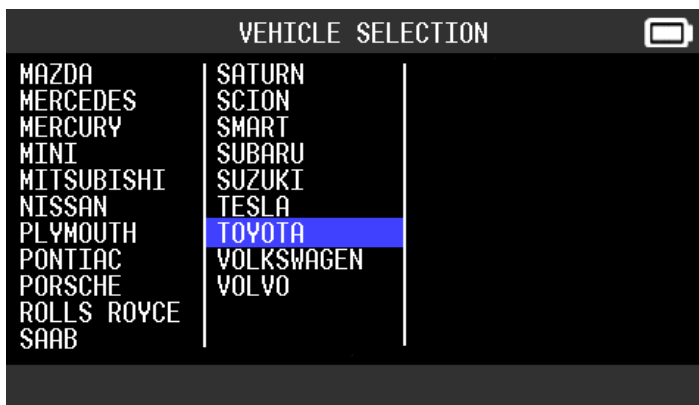 VEHICLE SELECTION
MAZDA
MERCEDES
MERCURY
MINI
MITSUBISHI
NISSAN
PLYMOUTH
PONTIAC
PORSCHE
ROLLS ROYCE
SAAB
SATURN
SCION
SMART
SUBARU
SUZUKI
TESLA
TOYOTA
VOLKSWAGEN
VOLVO